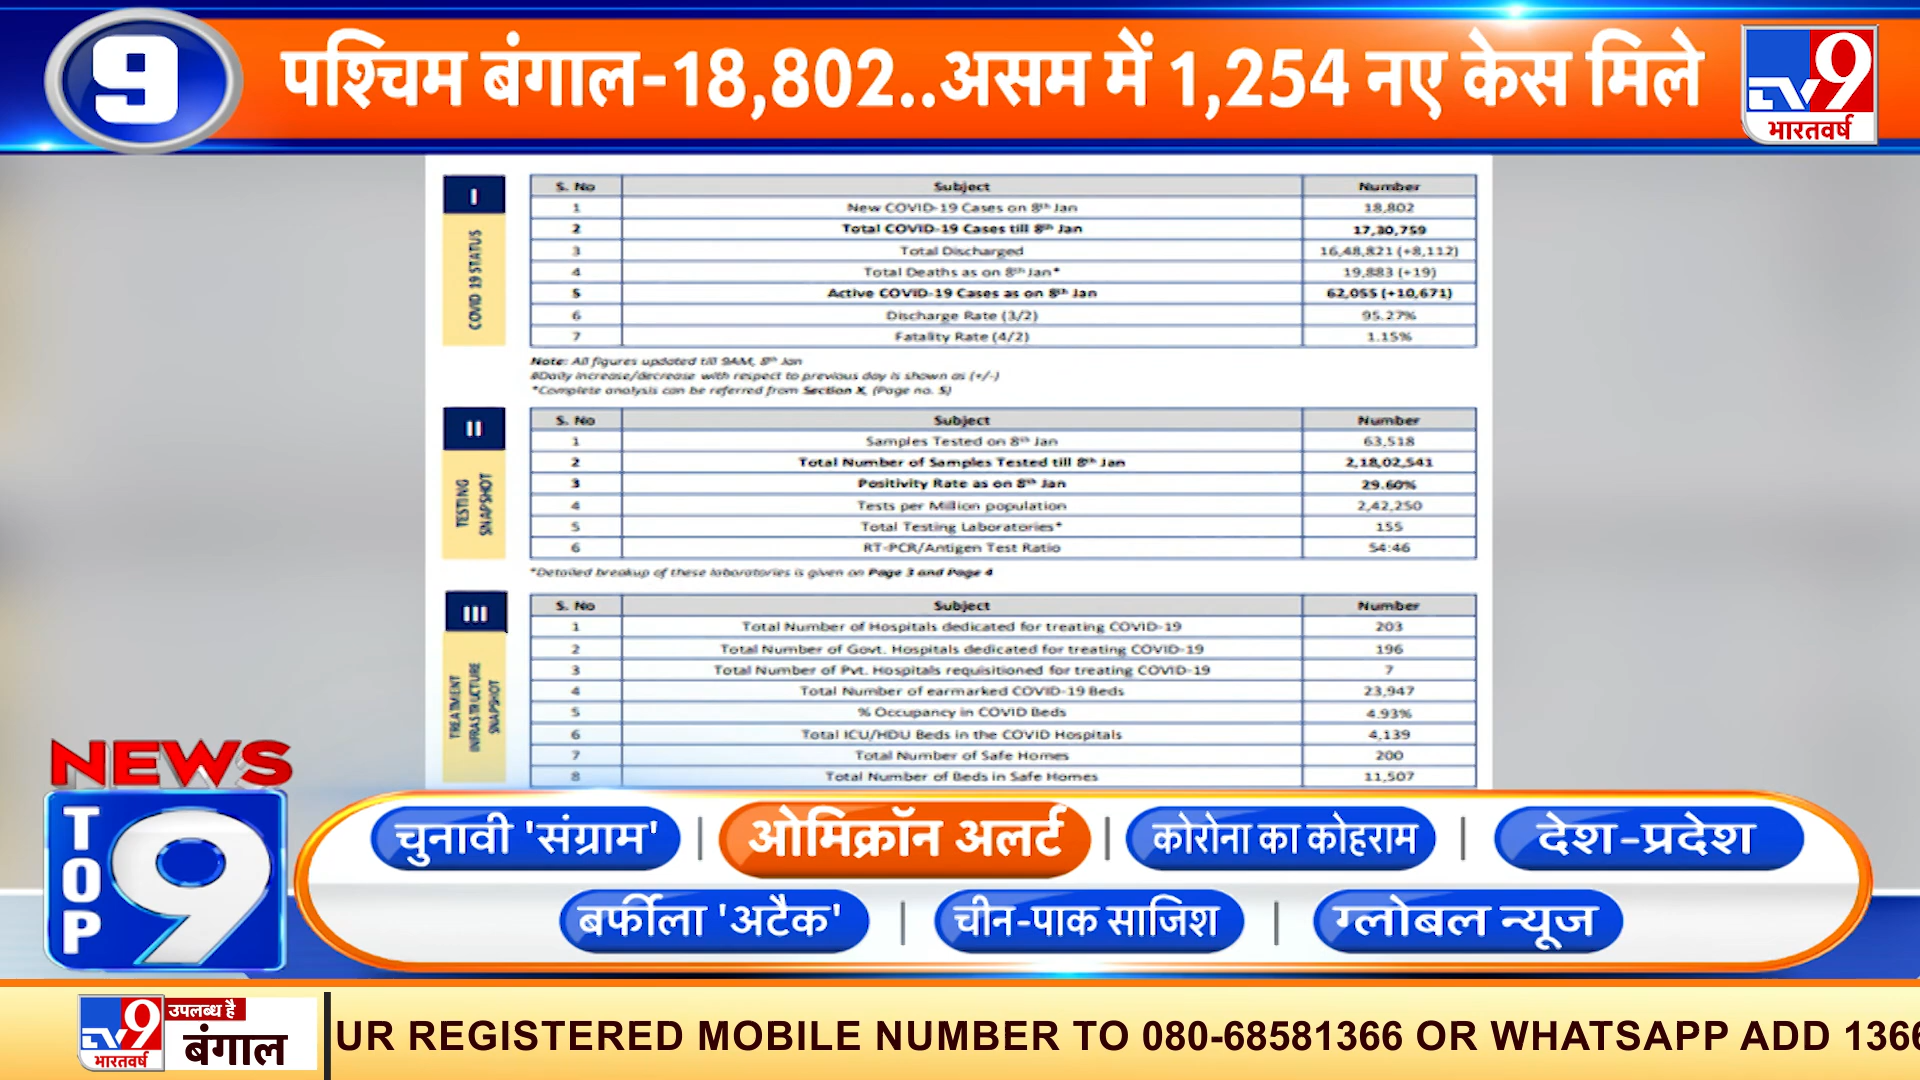 9 पश्चिम बंगाल-18,802..असम में 1,254 नए केस मिले
TV9
भारतवर्ष
I
COVID 19 STATUS
S. No Subject Number
1 New COVID-19 Cases on 8th Jan 18,802
2 Total COVID-19 Cases till 8th Jan 17,30,759
3 Total Discharged 16,48,821 (+8,112)
4 Total Deaths as on 8th Jan* 19,883 (+19)
5 Active COVID-19 Cases as on 8th Jan 62,055 (+10,671)
6 Discharge Rate (3/2) 95.27%
7 Fatality Rate (4/2) 1.15%
Note: All figures updated till 9AM, 8th Jan
#Daily increase/decrease with respect to previous day is shown as (+/-)
*Complete analysis can be referred from Section X, (Page no. 5)
II
TESTING
SNAPSHOT
S. No Subject Number
1 Samples Tested on 8th Jan 63,518
2 Total Number of Samples Tested till 8th Jan 2,18,02,541
3 Positivity Rate as on 8th Jan 29.60%
4 Tests per Million population 2,42,250
5 Total Testing Laboratories* 155
6 RT-PCR/Antigen Test Ratio 54:46
*Detailed breakup of these laboratories is given on Page 3 and Page 4
III
TREATMENT
INFRASTRUCTURE
SNAPSHOT
S. No Subject Number
1 Total Number of Hospitals dedicated for treating COVID-19 203
2 Total Number of Govt. Hospitals dedicated for treating COVID-19 196
3 Total Number of Pvt. Hospitals requisitioned for treating COVID-19 7
4 Total Number of earmarked COVID-19 Beds 23,947
5 % Occupancy in COVID Beds 4.93%
6 Total ICU/HDU Beds in the COVID Hospitals 4,139
7 Total Number of Safe Homes 200
8 Total Number of Beds in Safe Homes 11,507
NEWS
TOP 9
चुनावी 'संग्राम' | ओमिक्रॉन अलर्ट | कोरोना का कोहराम | देश-प्रदेश
बर्फीला 'अटैक' | चीन-पाक साजिश | ग्लोबल न्यूज
TV9
भारतवर्ष
उपलब्ध है
बंगाल
UR REGISTERED MOBILE NUMBER TO 080-68581366 OR WHATSAPP ADD 1366